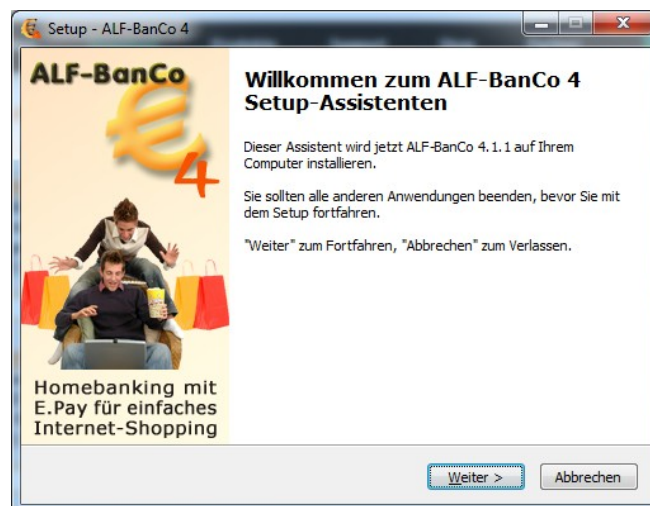 Setup - ALF-BanCo 4
ALF-BanCo
€
4
Homebanking mit
E.Pay für einfaches
Internet-Shopping
Willkommen zum ALF-BanCo 4
Setup-Assistenten
Dieser Assistent wird jetzt ALF-BanCo 4.1.1 auf Ihrem
Computer installieren.
Sie sollten alle anderen Anwendungen beenden, bevor Sie mit
dem Setup fortfahren.
"Weiter" zum Fortfahren, "Abbrechen" zum Verlassen.
Weiter >
Abbrechen